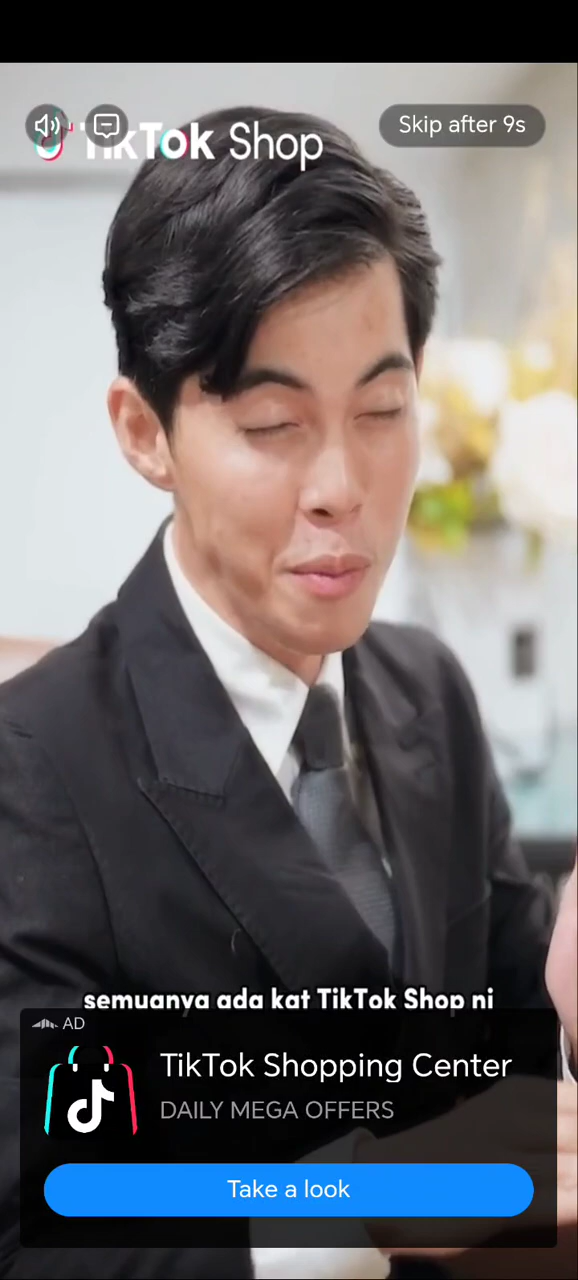 TikTok Shop
Skip after 9s
semuanya ada kat TikTok Shop ni
AD
TikTok Shopping Center
DAILY MEGA OFFERS
Take a look